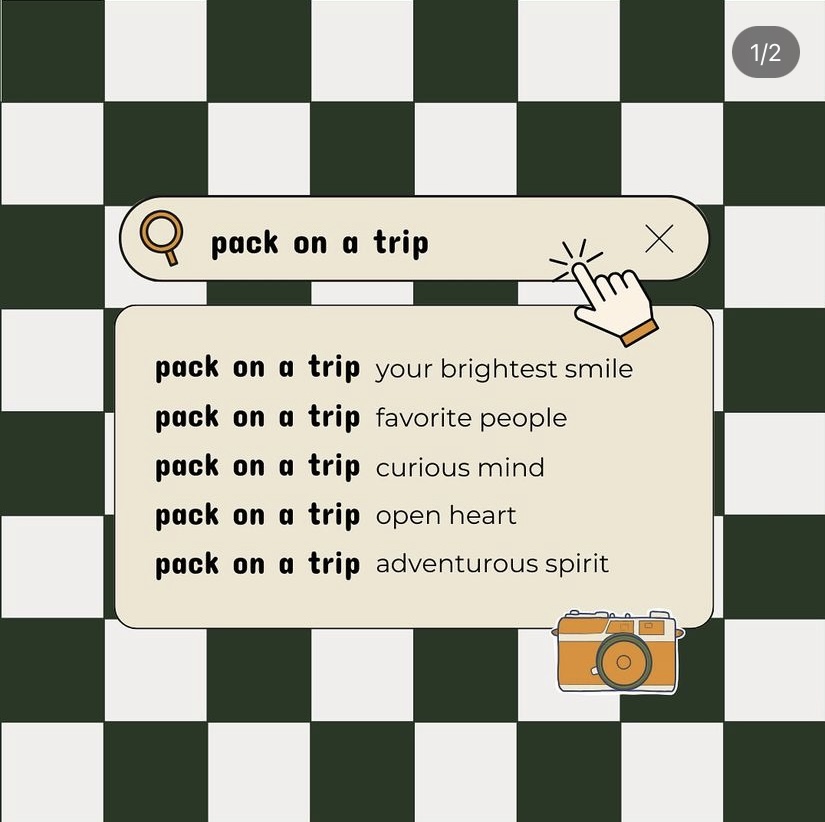 1/2
pack on a trip
pack on a trip your brightest smile
pack on a trip favorite people
pack on a trip curious mind
pack on a trip open heart
pack on a trip adventurous spirit